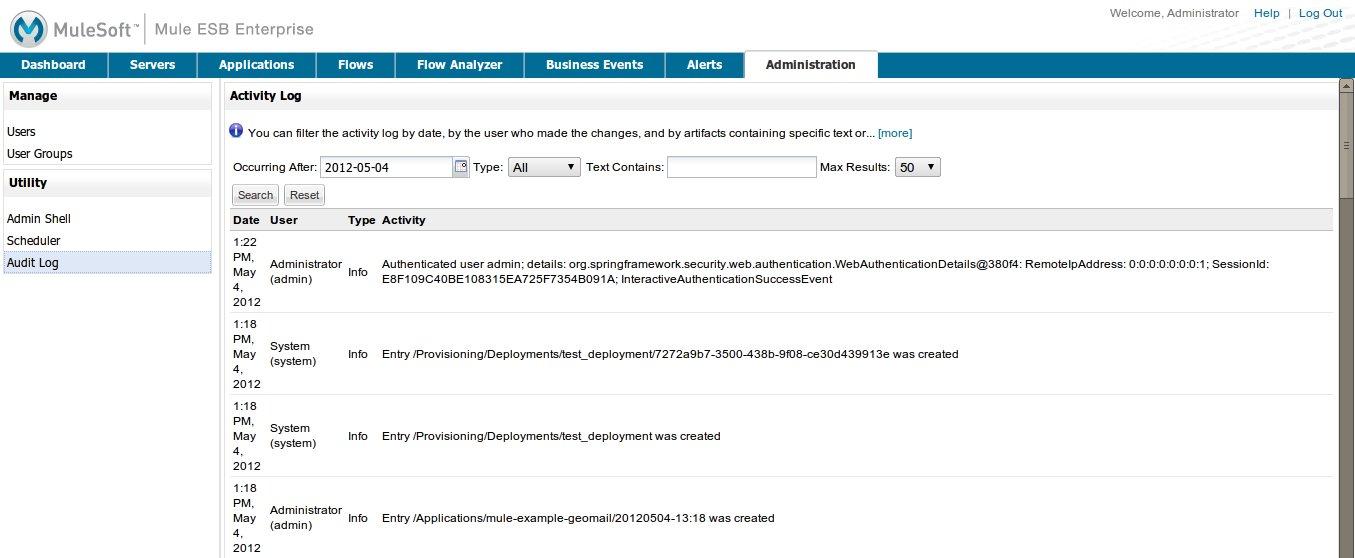 Welcome, Administrator Help | Log Out
MuleSoft™ Mule ESB Enterprise
Dashboard Servers Applications Flows Flow Analyzer Business Events Alerts Administration
Manage
Users
User Groups
Utility
Admin Shell
Scheduler
Audit Log
Activity Log
You can filter the activity log by date, by the user who made the changes, and by artifacts containing specific text or... [more]
Occurring After: 2012-05-04 Type: All Text Contains: Max Results: 50
Search Reset
Date User Type Activity
1:22
PM,
May
4,
2012
Administrator
(admin)
Info
Authenticated user admin; details: org.springframework.security.web.authentication.WebAuthenticationDetails@380f4: RemoteIpAddress: 0:0:0:0:0:0:0:1; SessionId:
E8F109C40BE108315EA725F7354B091A; InteractiveAuthenticationSuccessEvent
1:18
PM,
May
4,
2012
System
(system)
Info
Entry /Provisioning/Deployments/test_deployment/7272a9b7-3500-438b-9f08-ce30d439913e was created
1:18
PM,
May
4,
2012
System
(system)
Info
Entry /Provisioning/Deployments/test_deployment was created
1:18
PM,
May
4,
2012
Administrator
(admin)
Info
Entry /Applications/mule-example-geomail/20120504-13:18 was created